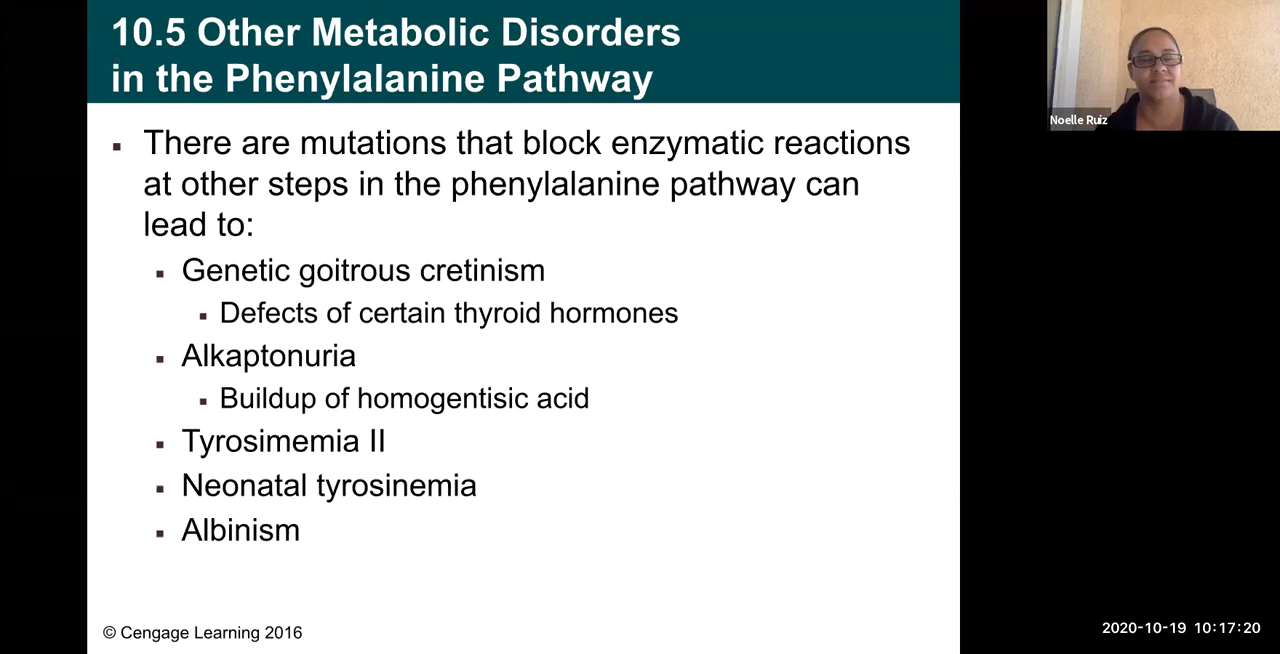 10.5 Other Metabolic Disorders
in the Phenylalanine Pathway
Noelle Ruiz
▪ There are mutations that block enzymatic reactions
at other steps in the phenylalanine pathway can
lead to:
▪ Genetic goitrous cretinism
▪ Defects of certain thyroid hormones
▪ Alkaptonuria
▪ Buildup of homogentisic acid
▪ Tyrosimemia II
▪ Neonatal tyrosinemia
▪ Albinism
© Cengage Learning 2016
2020-10-19 10:17:20